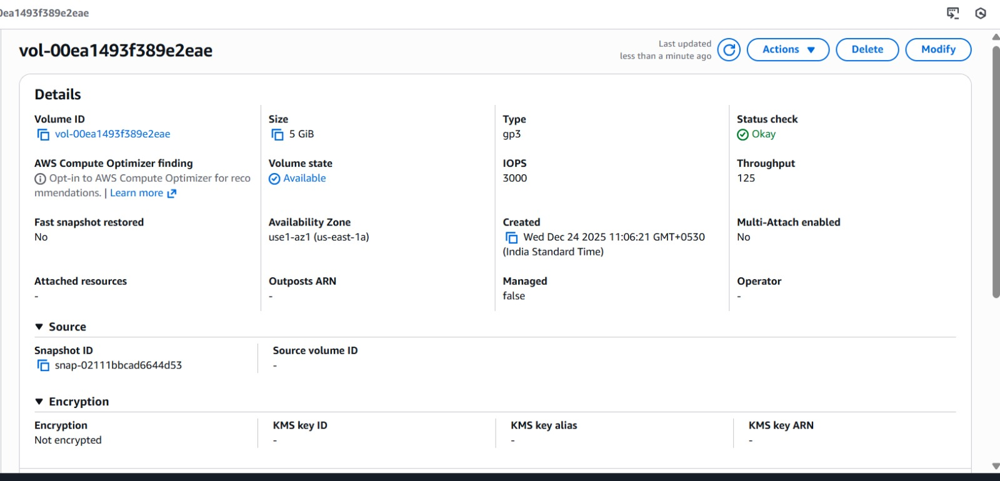 0ea1493f389e2eae
vol-00ea1493f389e2eae
Last updated
less than a minute ago
Actions
Delete
Modify
Details
Volume ID
vol-00ea1493f389e2eae
Size
5 GiB
Type
gp3
Status check
Okay
AWS Compute Optimizer finding
Opt-in to AWS Compute Optimizer for reco
mmendations. | Learn more
Volume state
Available
IOPS
3000
Throughput
125
Fast snapshot restored
No
Availability Zone
use1-az1 (us-east-1a)
Created
Wed Dec 24 2025 11:06:21 GMT+0530
(India Standard Time)
Multi-Attach enabled
No
Attached resources
-
Outposts ARN
-
Managed
false
Operator
-
Source
Snapshot ID
snap-02111bbcad6644d53
Source volume ID
-
Encryption
Encryption
Not encrypted
KMS key ID
-
KMS key alias
-
KMS key ARN
-